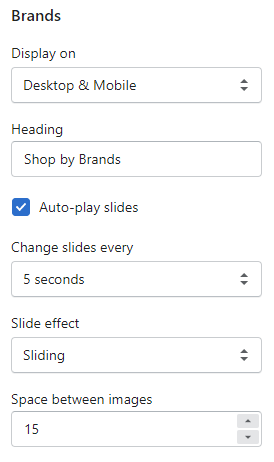 Brands
Display on
Desktop & Mobile
Heading
Shop by Brands
Auto-play slides
Change slides every
5 seconds
Slide effect
Sliding
Space between images
15